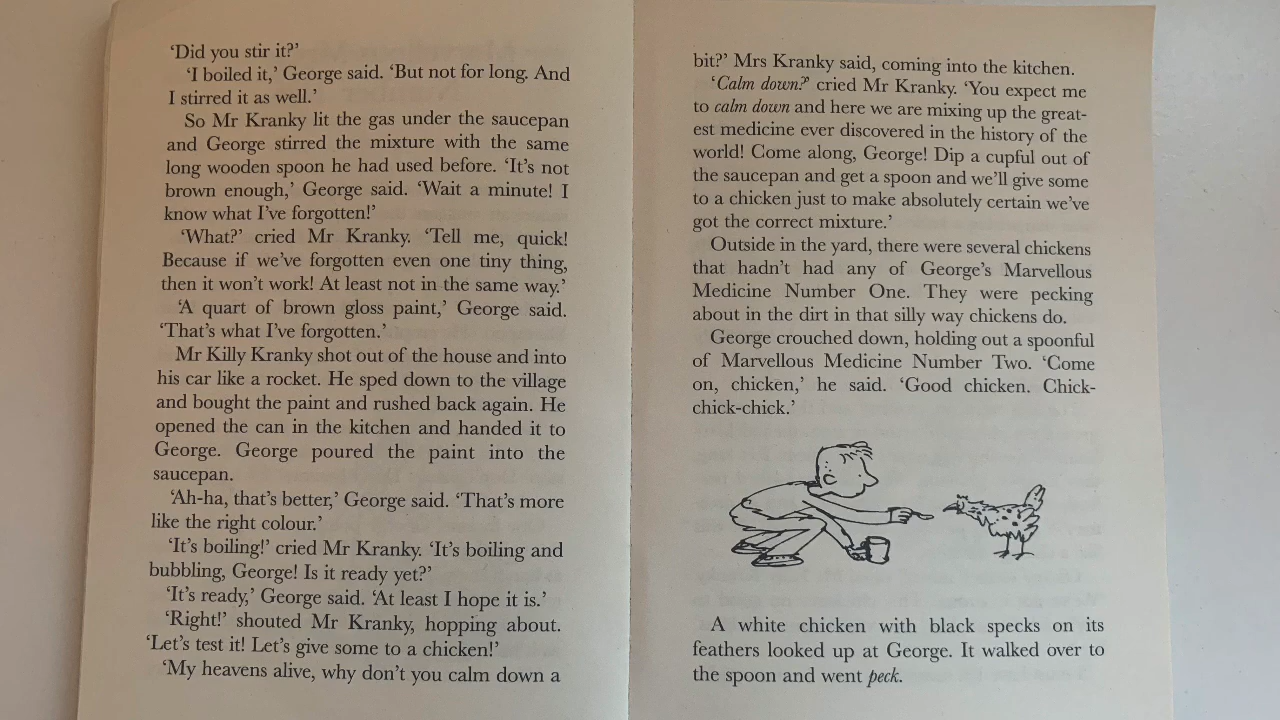 ‘Did you stir it?’
‘I boiled it,’ George said. ‘But not for long. And
I stirred it as well.’
So Mr Kranky lit the gas under the saucepan
and George stirred the mixture with the same
long wooden spoon he had used before. ‘It’s not
brown enough,’ George said. ‘Wait a minute! I
know what I’ve forgotten!’
‘What?’ cried Mr Kranky. ‘Tell me, quick!
Because if we’ve forgotten even one tiny thing,
then it won’t work! At least not in the same way.’
‘A quart of brown gloss paint,’ George said.
‘That’s what I’ve forgotten.’
Mr Killy Kranky shot out of the house and into
his car like a rocket. He sped down to the village
and bought the paint and rushed back again. He
opened the can in the kitchen and handed it to
George. George poured the paint into the
saucepan.
‘Ah-ha, that’s better,’ George said. ‘That’s more
like the right colour.’
‘It’s boiling!’ cried Mr Kranky. ‘It’s boiling and
bubbling, George! Is it ready yet?’
‘It’s ready,’ George said. ‘At least I hope it is.’
‘Right!’ shouted Mr Kranky, hopping about.
‘Let’s test it! Let’s give some to a chicken!’
‘My heavens alive, why don’t you calm down a
bit?’ Mrs Kranky said, coming into the kitchen.
‘Calm down?’ cried Mr Kranky. ‘You expect me
to calm down and here we are mixing up the great-
est medicine ever discovered in the history of the
world! Come along, George! Dip a cupful out of
the saucepan and get a spoon and we’ll give some
to a chicken just to make absolutely certain we’ve
got the correct mixture.’
Outside in the yard, there were several chickens
that hadn’t had any of George’s Marvellous
Medicine Number One. They were pecking
about in the dirt in that silly way chickens do.
George crouched down, holding out a spoonful
of Marvellous Medicine Number Two. ‘Come
on, chicken,’ he said. ‘Good chicken. Chick-
chick-chick.’
A white chicken with black specks on its
feathers looked up at George. It walked over to
the spoon and went peck.